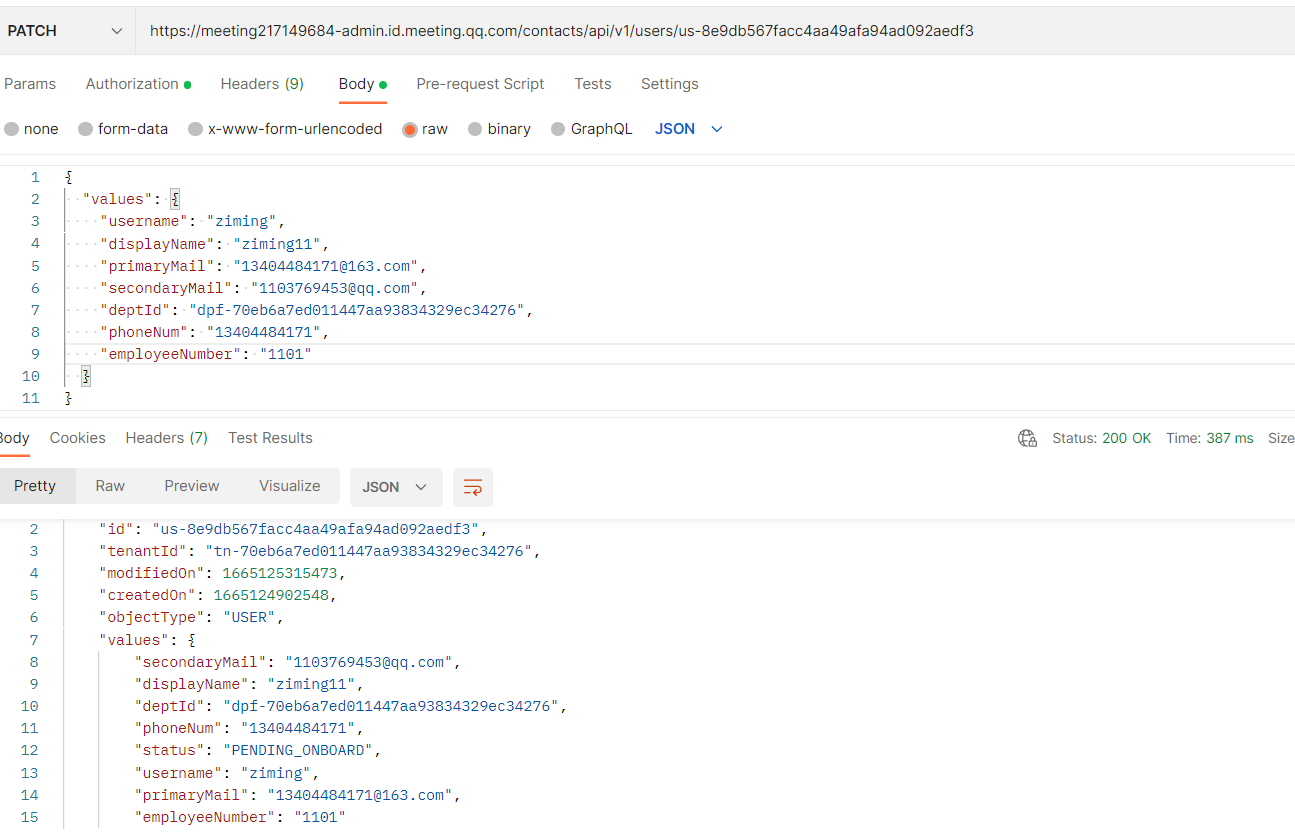 PATCH https://meeting217149684-admin.id.meeting.qq.com/contacts/api/v1/users/us-8e9db567facc4aa49afa94ad092aedf3
Params Authorization Headers (9) Body Pre-request Script Tests Settings
none form-data x-www-form-urlencoded raw binary GraphQL JSON
1 {
2 "values": {
3 "username": "ziming",
4 "displayName": "ziming11",
5 "primaryMail": "13404484171@163.com",
6 "secondaryMail": "1103769453@qq.com",
7 "deptId": "dpf-70eb6a7ed011447aa93834329ec34276",
8 "phoneNum": "13404484171",
9 "employeeNumber": "1101"
10 }
11 }
Body Cookies Headers (7) Test Results Status: 200 OK Time: 387 ms Size
Pretty Raw Preview Visualize JSON
2 "id": "us-8e9db567facc4aa49afa94ad092aedf3",
3 "tenantId": "tn-70eb6a7ed011447aa93834329ec34276",
4 "modifiedOn": 1665125315473,
5 "createdOn": 1665124902548,
6 "objectType": "USER",
7 "values": {
8 "secondaryMail": "1103769453@qq.com",
9 "displayName": "ziming11",
10 "deptId": "dpf-70eb6a7ed011447aa93834329ec34276",
11 "phoneNum": "13404484171",
12 "status": "PENDING_ONBOARD",
13 "username": "ziming",
14 "primaryMail": "13404484171@163.com",
15 "employeeNumber": "1101"